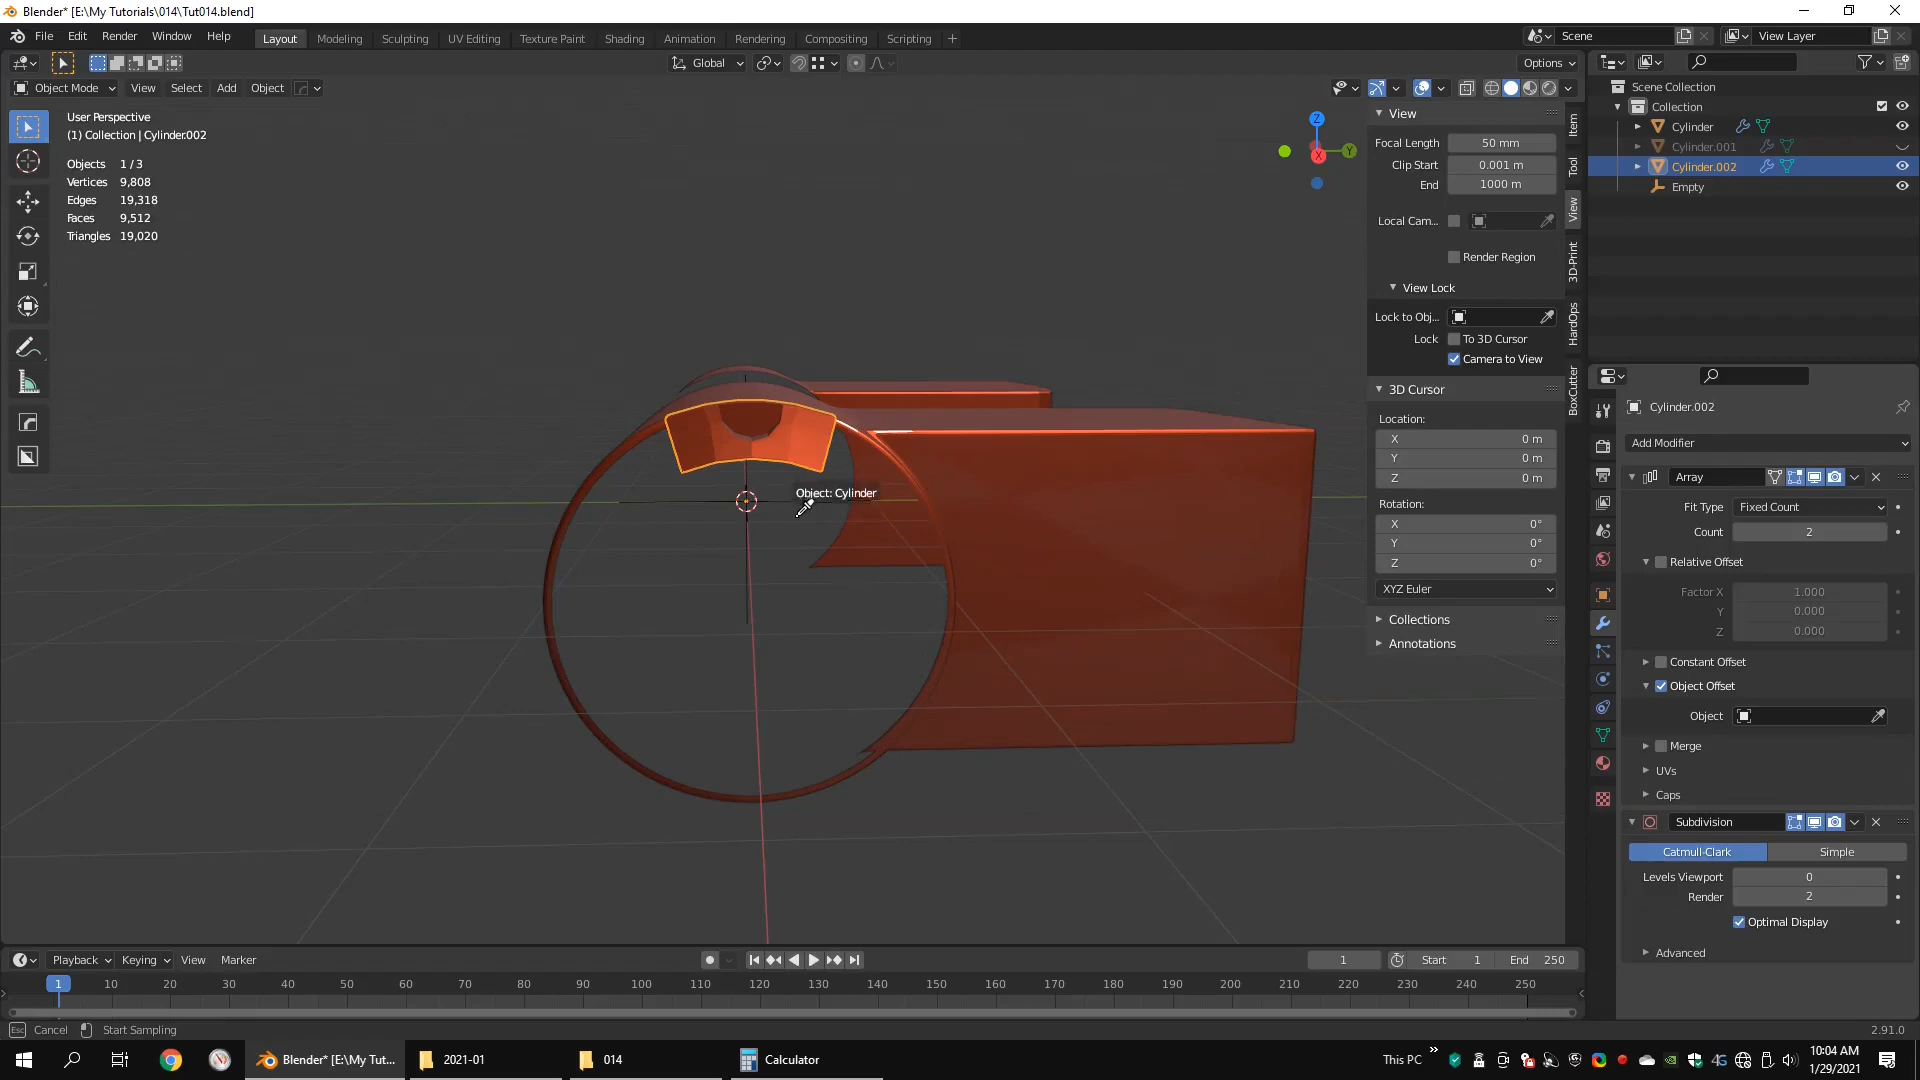 Blender* [E:\My Tutorials\014\Tut014.blend]
File Edit Render Window Help
Layout Modeling Sculpting UV Editing Texture Paint Shading Animation Rendering Compositing Scripting +
Scene
View Layer
Global
Options
Object Mode View Select Add Object
User Perspective
(1) Collection | Cylinder.002
Objects 1 / 3
Vertices 9,808
Edges 19,318
Faces 9,512
Triangles 19,020
Z
Y
X
Object: Cylinder
View
Focal Length 50 mm
Clip Start 0.001 m
End 1000 m
Local Cam...
Render Region
View Lock
Lock to Obj...
Lock To 3D Cursor
Camera to View
3D Cursor
Location:
X 0 m
Y 0 m
Z 0 m
Rotation:
X 0°
Y 0°
Z 0°
XYZ Euler
Collections
Annotations
Item
Tool
View
3D-Print
HardOps
BoxCutter
Scene Collection
Collection
Cylinder
Cylinder.001
Cylinder.002
Empty
Cylinder.002
Add Modifier
Array
Fit Type Fixed Count
Count 2
Relative Offset
Factor X 1.000
Y 0.000
Z 0.000
Constant Offset
Object Offset
Object
Merge
UVs
Caps
Subdivision
Catmull-Clark Simple
Levels Viewport 0
Render 2
Optimal Display
Advanced
Playback Keying View Marker
1 Start 1 End 250
1 10 20 30 40 50 60 70 80 90 100 110 120 130 140 150 160 170 180 190 200 210 220 230 240 250
Esc Cancel Start Sampling
2.91.0
Blender* [E:\My Tut...
2021-01
014
Calculator
This PC
4G
10:04 AM
1/29/2021